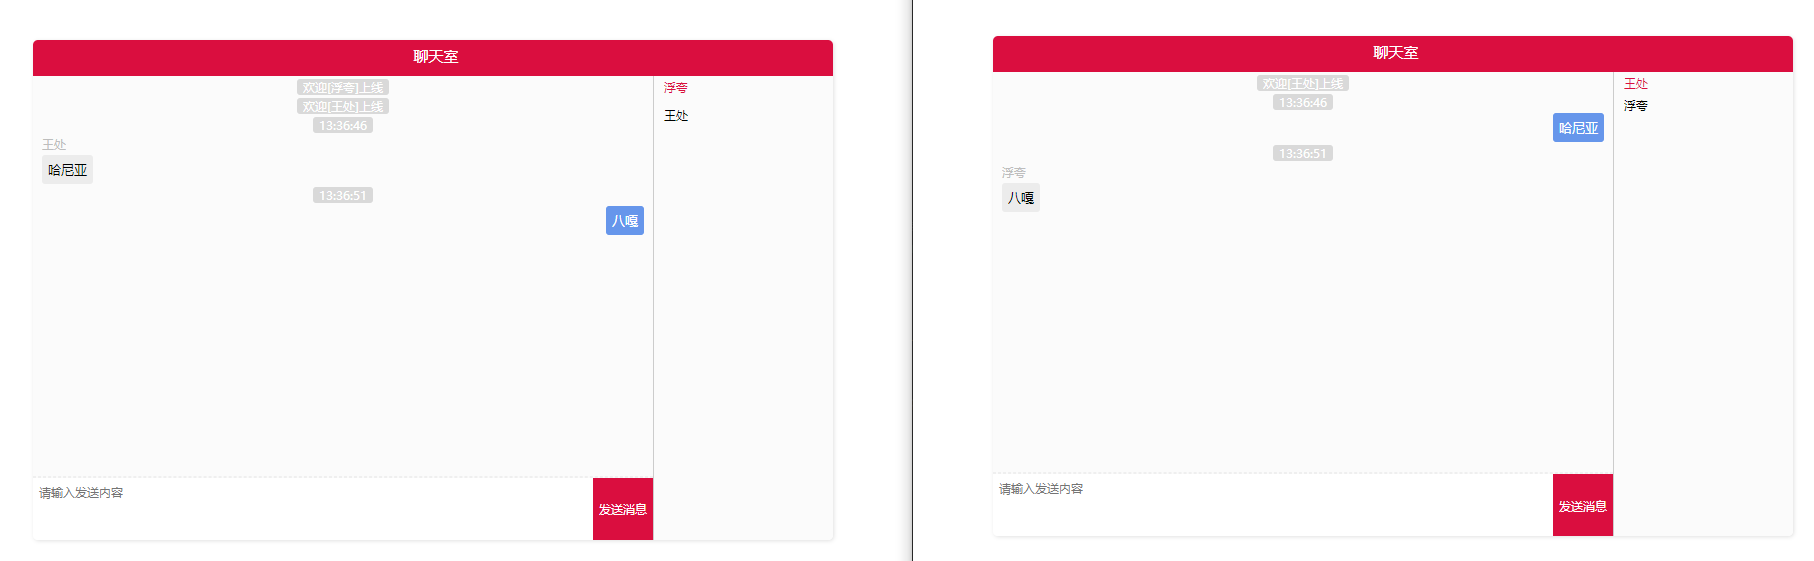 聊天室
欢迎[浮夸]上线
欢迎[王处]上线
13:36:46
王处
哈尼亚
13:36:51
八嘎
浮夸
王处
请输入发送内容
发送消息
聊天室
欢迎[王处]上线
13:36:46
哈尼亚
13:36:51
浮夸
八嘎
王处
浮夸
请输入发送内容
发送消息